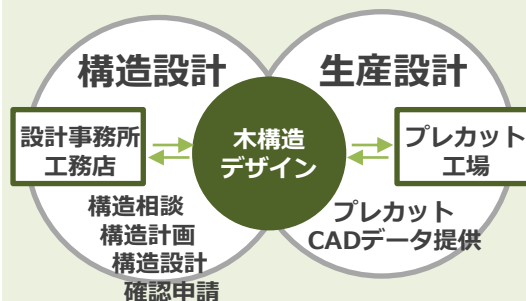 構造設計
生産設計
設計事務所
工務店
木構造
デザイン
プレカット
工場
構造相談
構造計画
構造設計
確認申請
プレカット
CADデータ提供